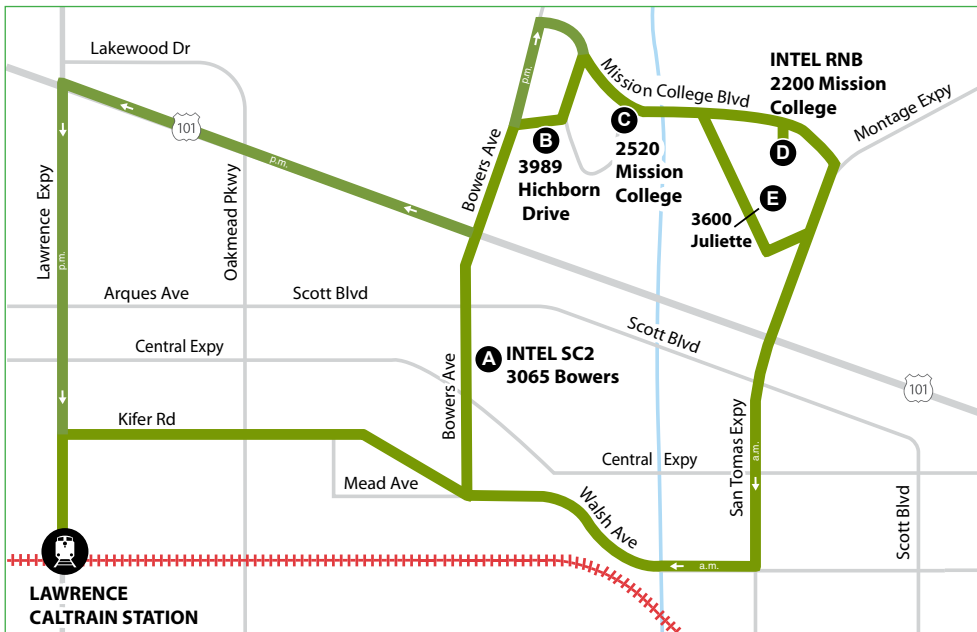 Lakewood Dr
101
Lawrence Expy
p.m.
Oakmead Pkwy
p.m.
Bowers Ave
p.m.
B
3989
Hichborn
Drive
C
2520
Mission
College
Mission College Blvd
INTEL RNB
2200 Mission
College
D
Montage Expy
E
3600
Juliette
Arques Ave
Scott Blvd
Scott Blvd
Central Expy
A
INTEL SC2
3065 Bowers
Bowers Ave
101
Kifer Rd
Mead Ave
Walsh Ave
Central Expy
San Tomas Expy
a.m.
a.m.
Scott Blvd
LAWRENCE
CALTRAIN STATION